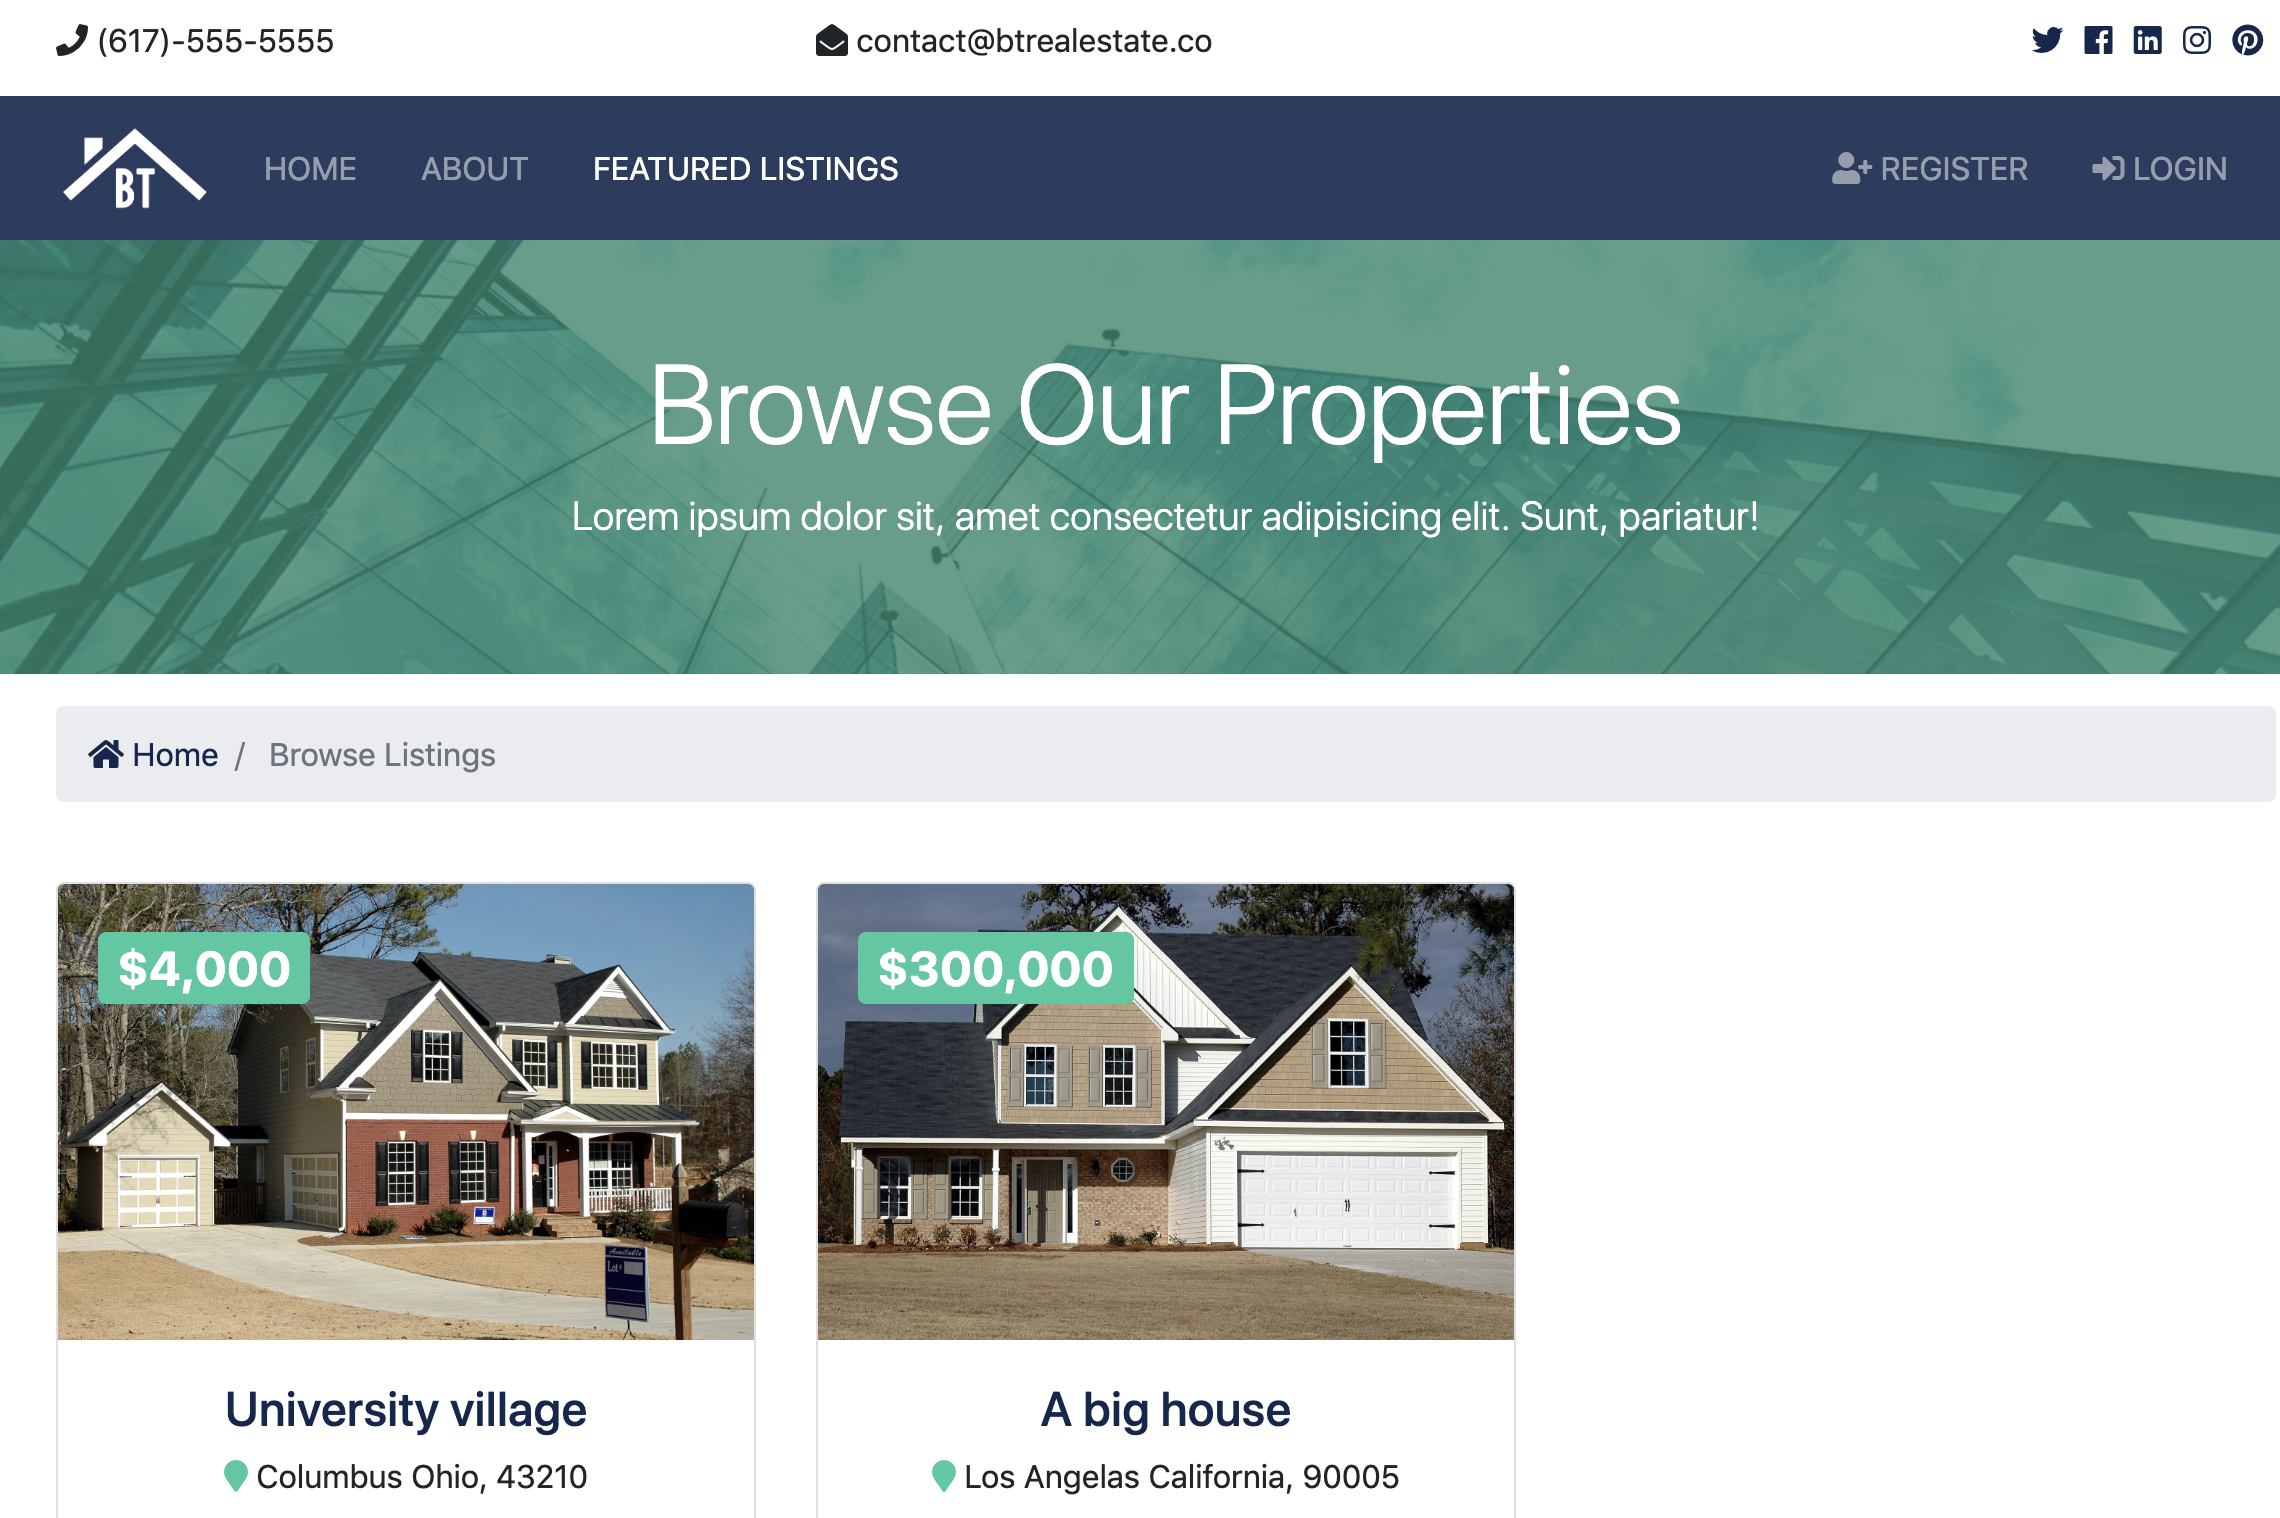 (617)-555-5555
contact@btrealestate.co
BT
HOME
ABOUT
FEATURED LISTINGS
REGISTER
LOGIN
Browse Our Properties
Lorem ipsum dolor sit, amet consectetur adipisicing elit. Sunt, pariatur!
Home / Browse Listings
$4,000
$300,000
Available
Lot#
University village
Columbus Ohio, 43210
A big house
Los Angelas California, 90005